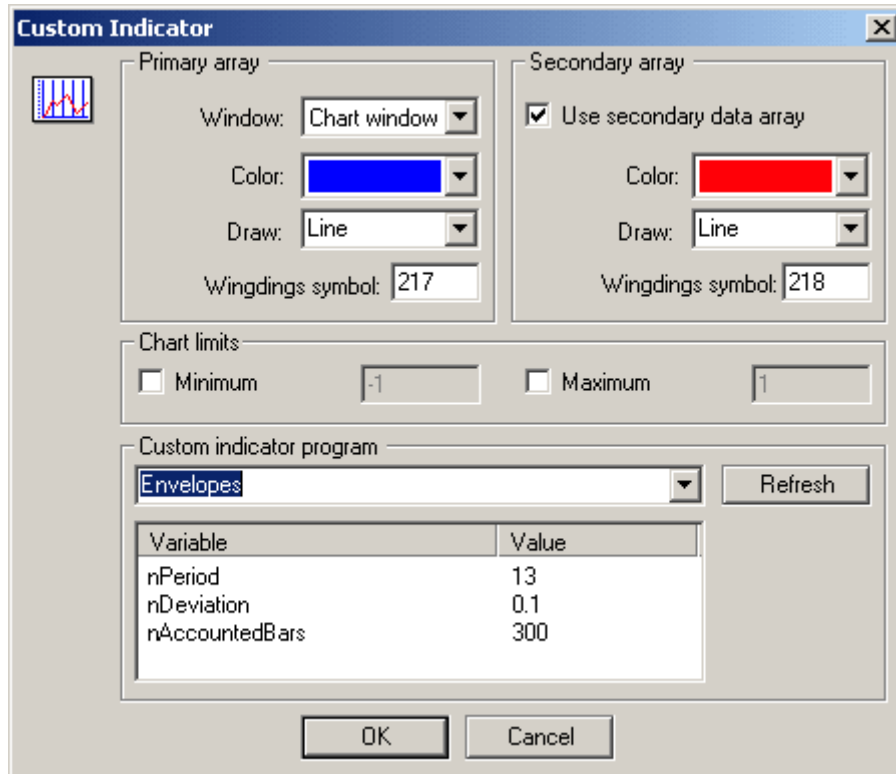 Custom Indicator
Primary array
Window: Chart window
Color:
Draw: Line
Wingdings symbol: 217
Secondary array
Use secondary data array
Color:
Draw: Line
Wingdings symbol: 218
Chart limits
Minimum -1 Maximum 1
Custom indicator program
Envelopes Refresh
Variable Value
nPeriod 13
nDeviation 0.1
nAccountedBars 300
OK Cancel